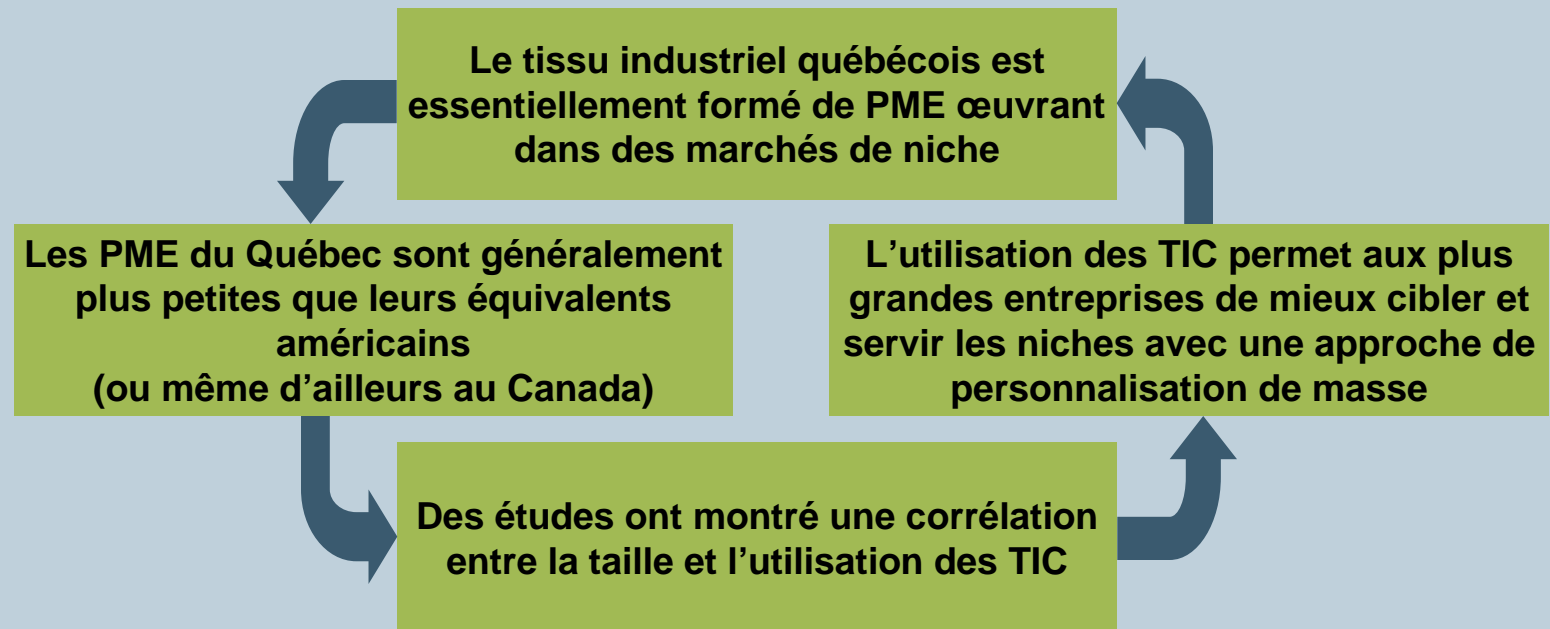 Le tissu industriel québécois est
essentiellement formé de PME œuvrant
dans des marchés de niche
Les PME du Québec sont généralement
plus petites que leurs équivalents
américains
(ou même d'ailleurs au Canada)
Des études ont montré une corrélation
entre la taille et l'utilisation des TIC
L'utilisation des TIC permet aux plus
grandes entreprises de mieux cibler et
servir les niches avec une approche de
personnalisation de masse